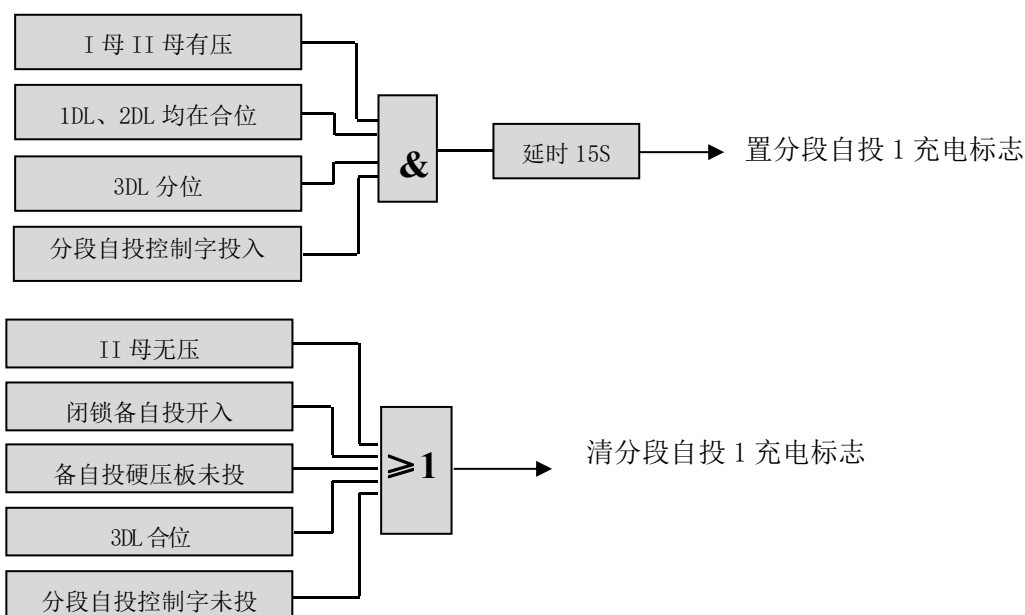 I 母 II 母有压
1DL、2DL 均在合位
3DL 分位
分段自投控制字投入
&
延时 15S
置分段自投 1 充电标志
II 母无压
闭锁备自投开入
备自投硬压板未投
3DL 合位
分段自投控制字未投
≥1
清分段自投 1 充电标志